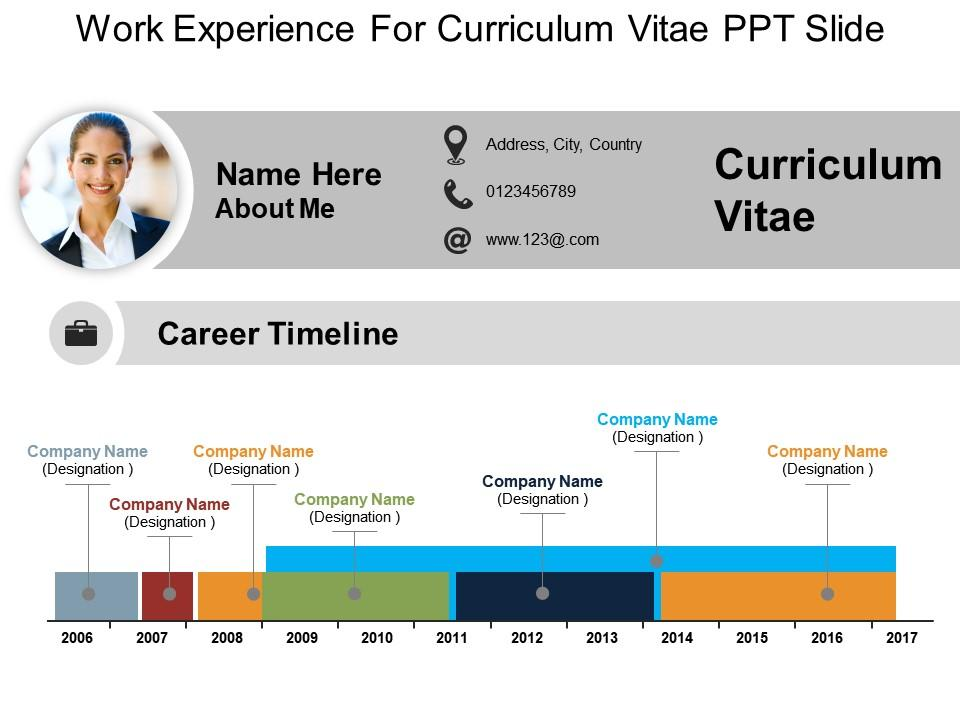 Work Experience For Curriculum Vitae PPT Slide
Name Here
About Me
Address, City, Country
0123456789
@ www.123@.com
Curriculum
Vitae
Career Timeline
Company Name
(Designation )
Company Name
(Designation )
Company Name
(Designation )
Company Name
(Designation )
Company Name
(Designation )
Company Name
(Designation )
Company Name
(Designation )
2006 2007 2008 2009 2010 2011 2012 2013 2014 2015 2016 2017